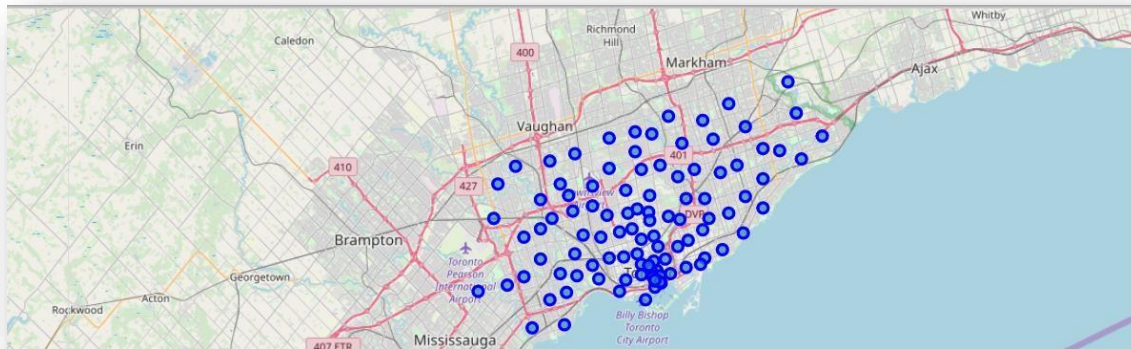 Whitby
Caledon
Richmond
Hill
400
Markham
Ajax
Vaughan
Erin
401
410
427
DVP
Brampton
Toronto
Pearson
International
Airport
Georgetown
Acton
Rockwood
Billy Bishop
Toronto
City Airport
Mississauga
407 ETR